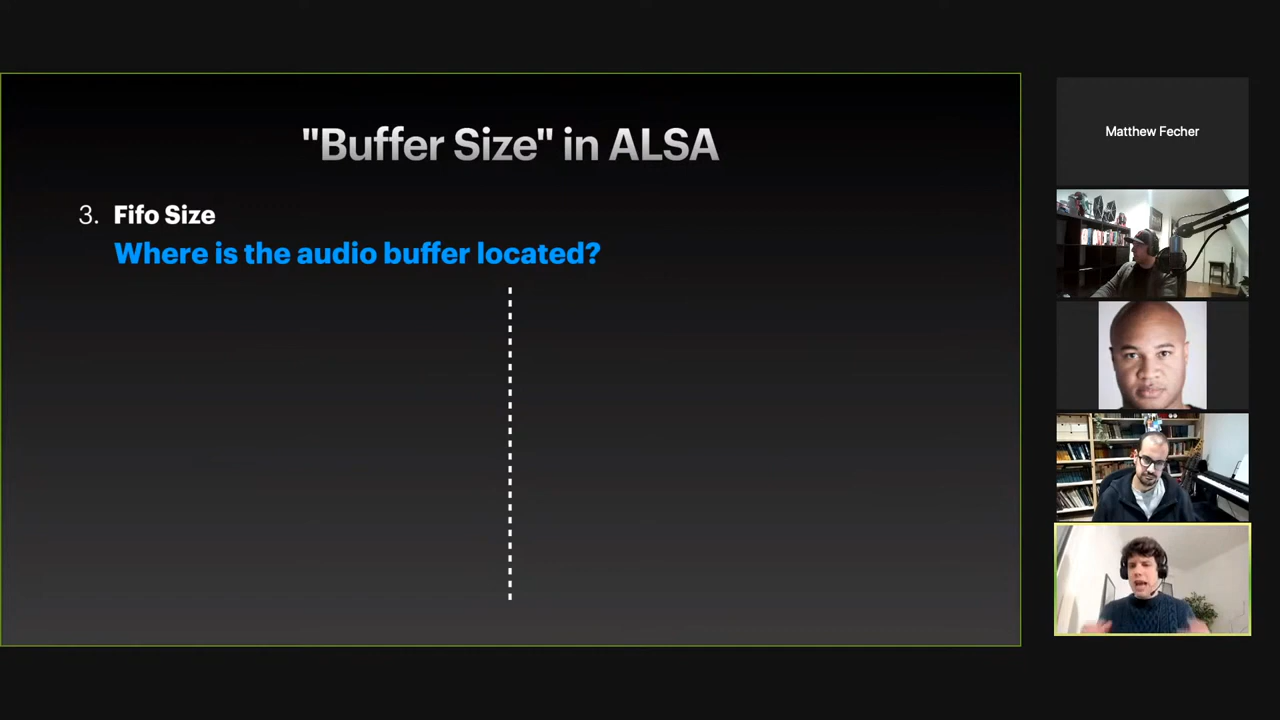 "Buffer Size" in ALSA
3. Fifo Size
Where is the audio buffer located?
Matthew Fecher